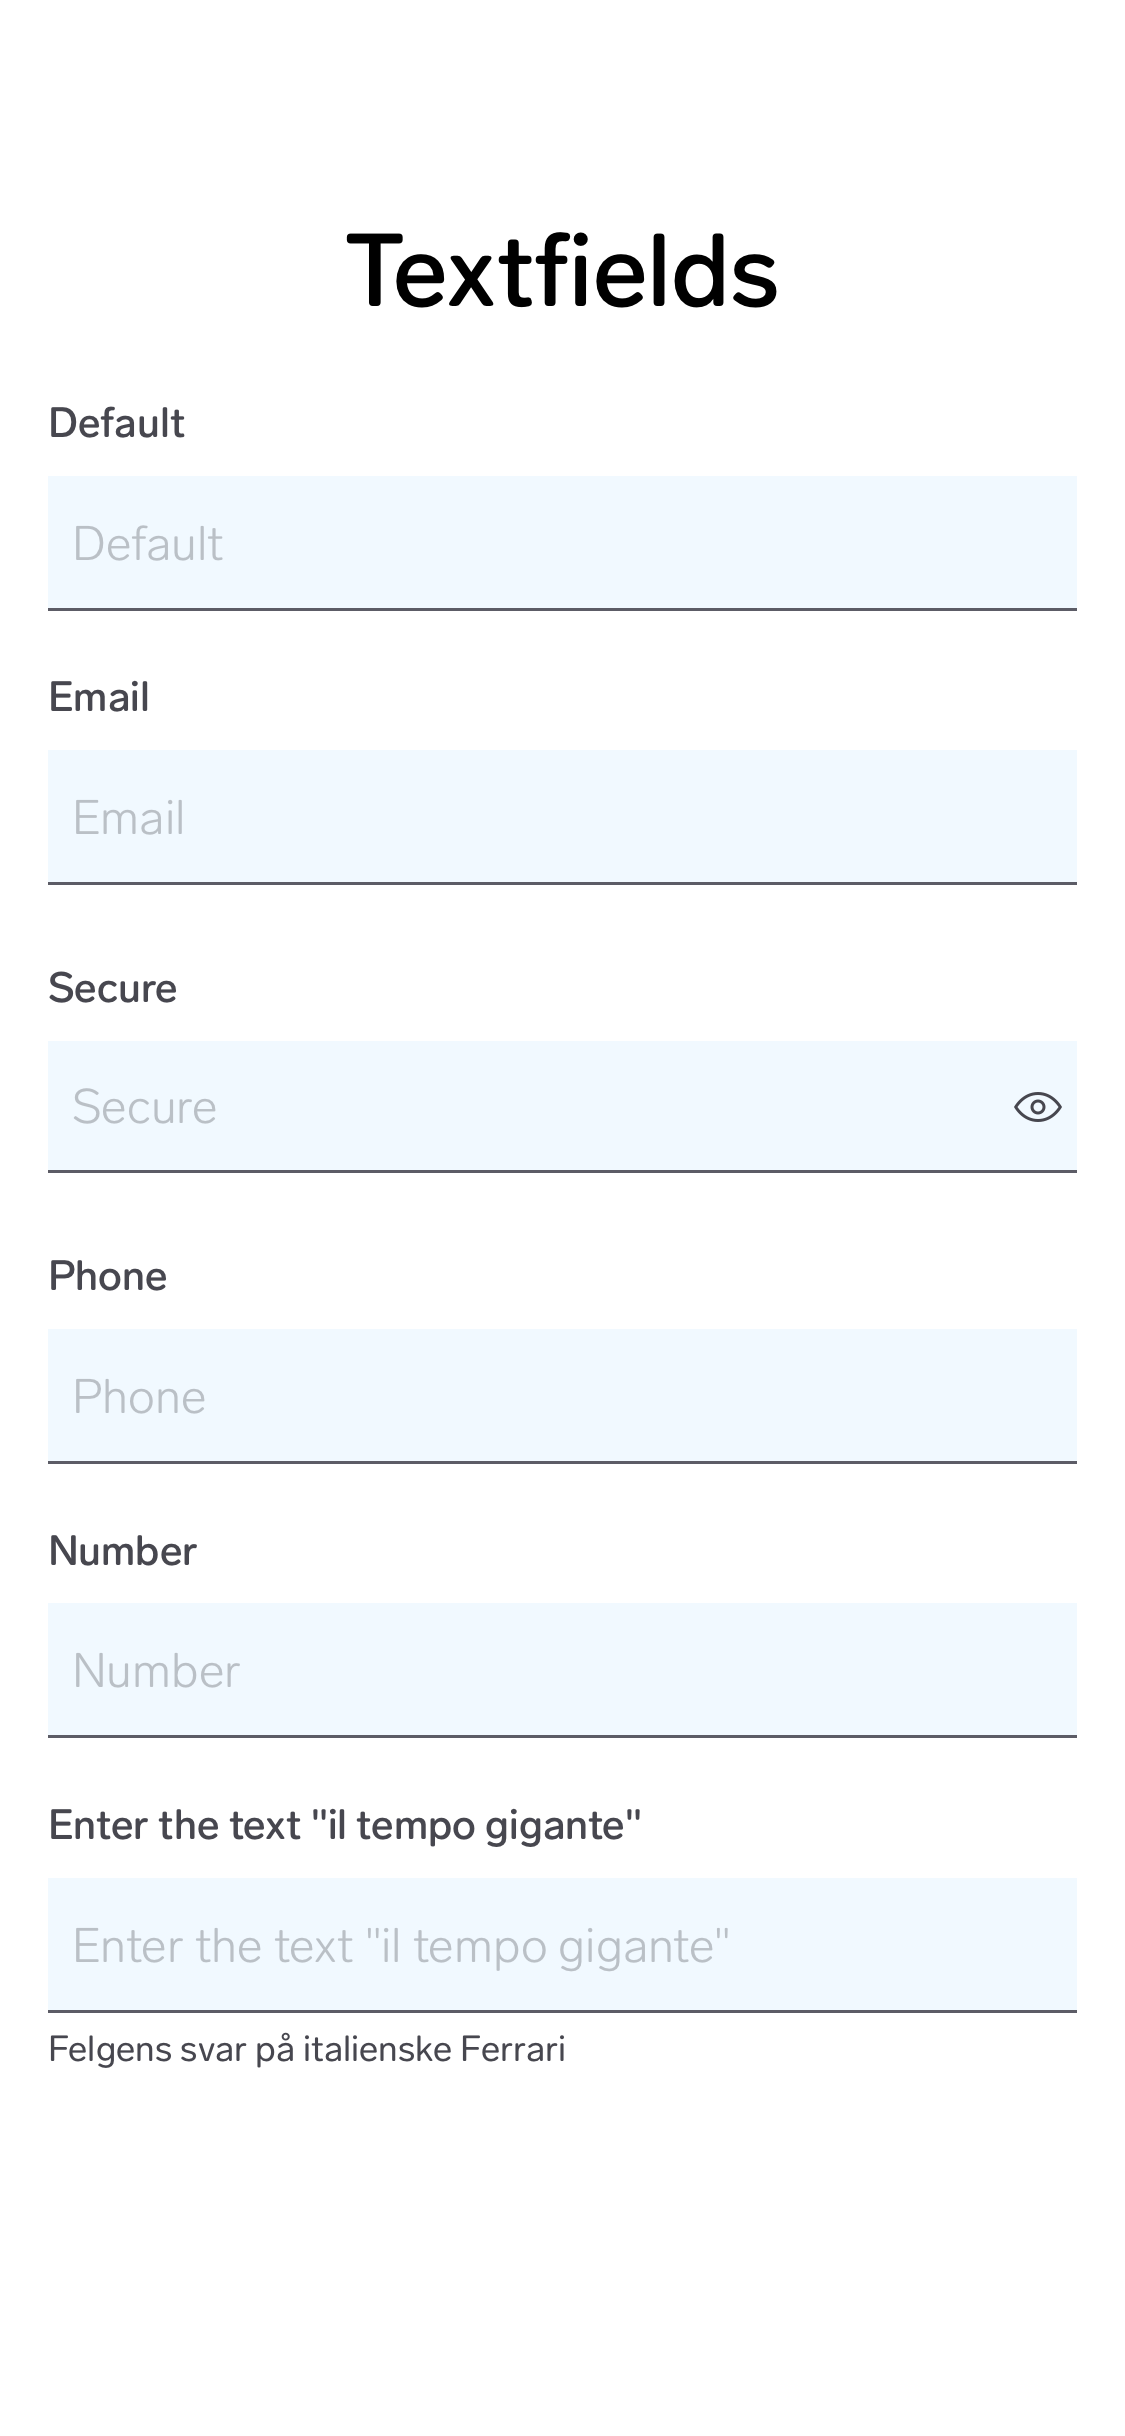 Textfields
Default
Default
Email
Email
Secure
Secure
Phone
Phone
Number
Number
Enter the text "il tempo gigante"
Enter the text "il tempo gigante"
Felgens svar på italienske Ferrari